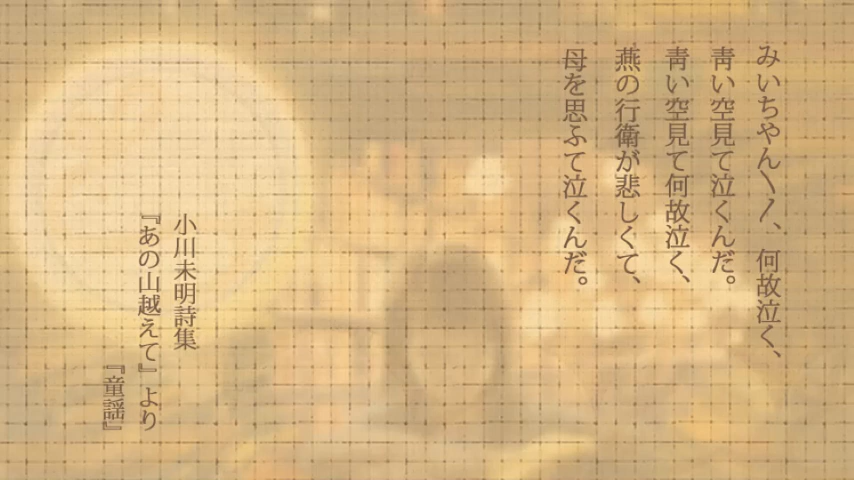 みいちやん〳〵、何故泣く、
靑い空見て泣くんだ。
靑い空見て何故泣く、
燕の行衛が悲しくて、
母を思ふて泣くんだ。
小川未明詩集
『あの山越えて』より
『童謡』